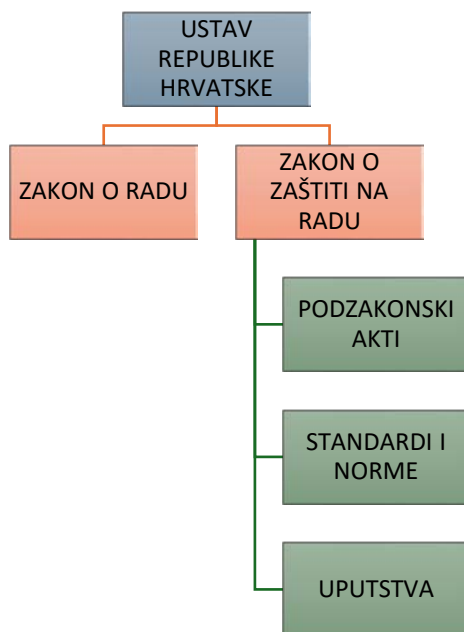 USTAV
REPUBLIKE
HRVATSKE
ZAKON O RADU
ZAKON O
ZAŠTITI NA
RADU
PODZAKONSKI
AKTI
STANDARDI I
NORME
UPUTSTVA